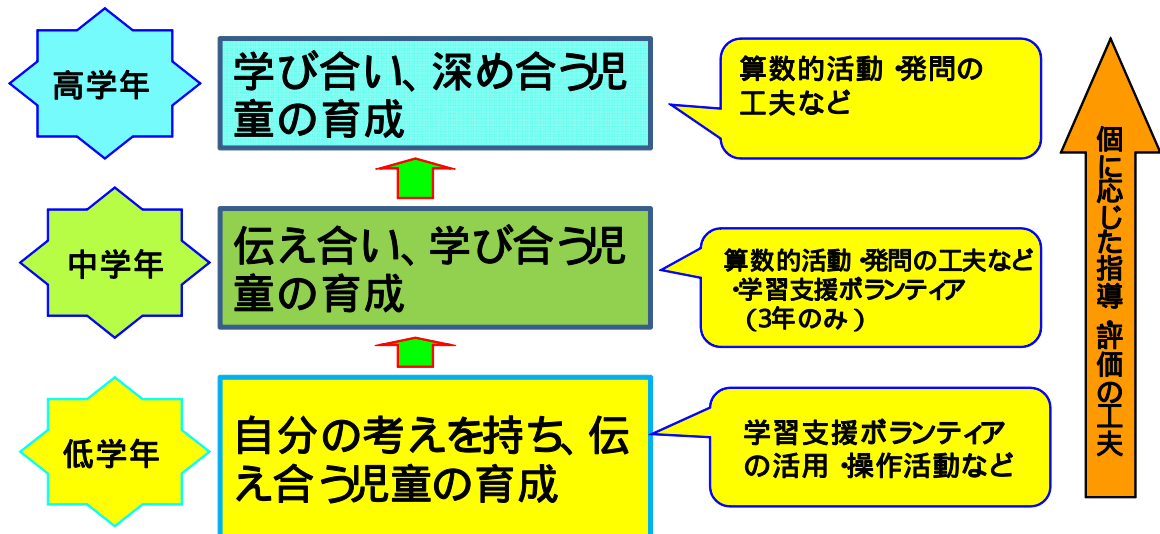 高学年
学び合い、深め合う児
童の育成
算数的活動・発問の
工夫など
中学年
伝え合い、学び合う児
童の育成
算数的活動・発問の工夫など
・学習支援ボランティア
(3年のみ)
低学年
自分の考えを持ち、伝
え合う児童の育成
学習支援ボランティア
の活用・操作活動など
個に応じた指導・評価の工夫